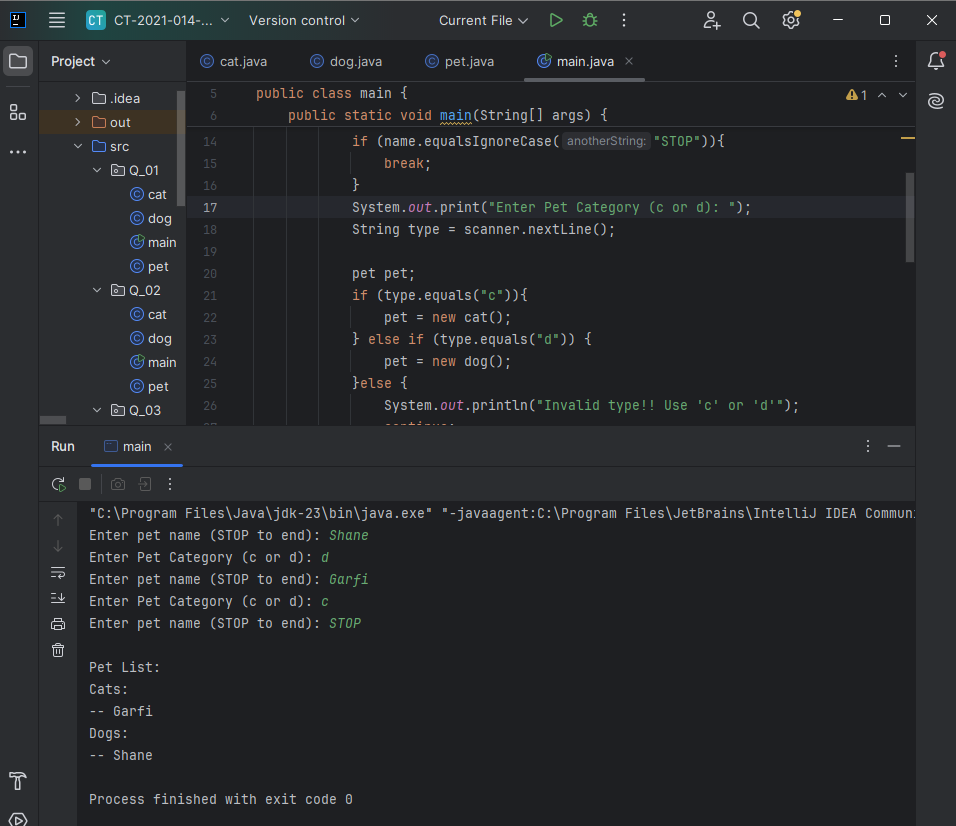 CT CT-2021-014-... Version control Current File
Project
cat.java dog.java pet.java main.java
.idea
out
src
Q_01
cat
dog
main
pet
Q_02
cat
dog
main
pet
Q_03
1
5 public class main {
6 public static void main(String[] args) {
14 if (name.equalsIgnoreCase( anotherString: "STOP")){
15 break;
16 }
17 System.out.print("Enter Pet Category (c or d): ");
18 String type = scanner.nextLine();
19
20 pet pet;
21 if (type.equals("c")){
22 pet = new cat();
23 } else if (type.equals("d")) {
24 pet = new dog();
25 }else {
26 System.out.println("Invalid type!! Use 'c' or 'd'");
Run main
"C:\Program Files\Java\jdk-23\bin\java.exe" "-javaagent:C:\Program Files\JetBrains\IntelliJ IDEA Commun
Enter pet name (STOP to end): Shane
Enter Pet Category (c or d): d
Enter pet name (STOP to end): Garfi
Enter Pet Category (c or d): c
Enter pet name (STOP to end): STOP
Pet List:
Cats:
-- Garfi
Dogs:
-- Shane
Process finished with exit code 0